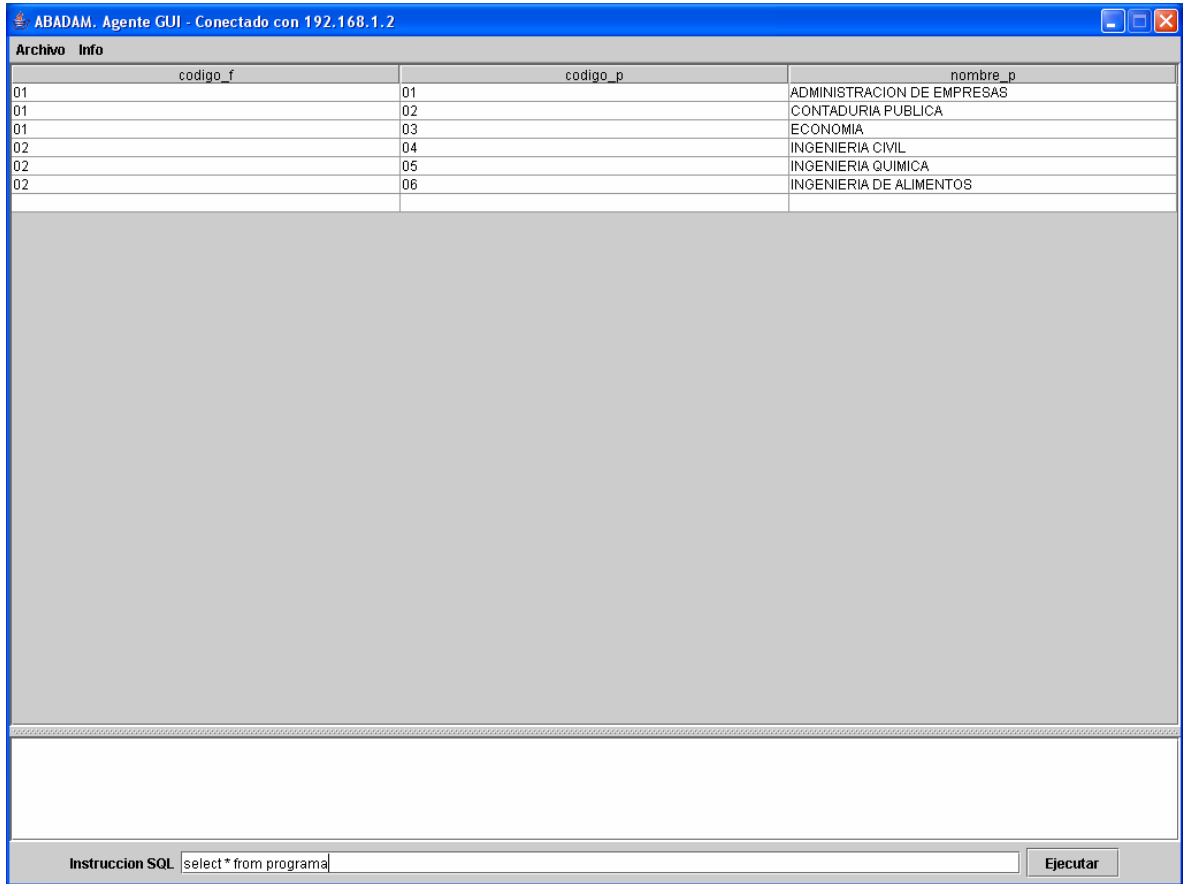 ABADAM. Agente GUI - Conectado con 192.168.1.2
Archivo Info
codigo_f codigo_p nombre_p
01 01 ADMINISTRACION DE EMPRESAS
01 02 CONTADURIA PUBLICA
01 03 ECONOMIA
02 04 INGENIERIA CIVIL
02 05 INGENIERIA QUIMICA
02 06 INGENIERIA DE ALIMENTOS
Instruccion SQL select * from programa Ejecutar